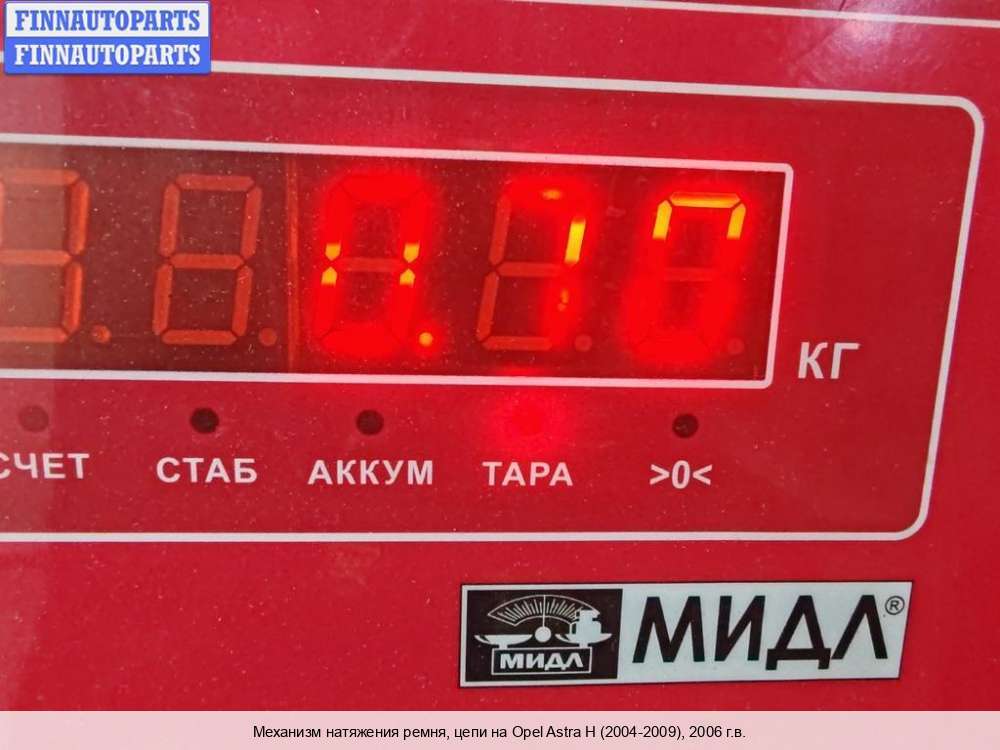 FINNAUTOPARTS
FINNAUTOPARTS
0.70
КГ
СЧЕТ СТАБ АККУМ ТАРА >0<
МИДЛ МИДЛ®
Механизм натяжения ремня, цепи на Opel Astra H (2004-2009), 2006 г.в.